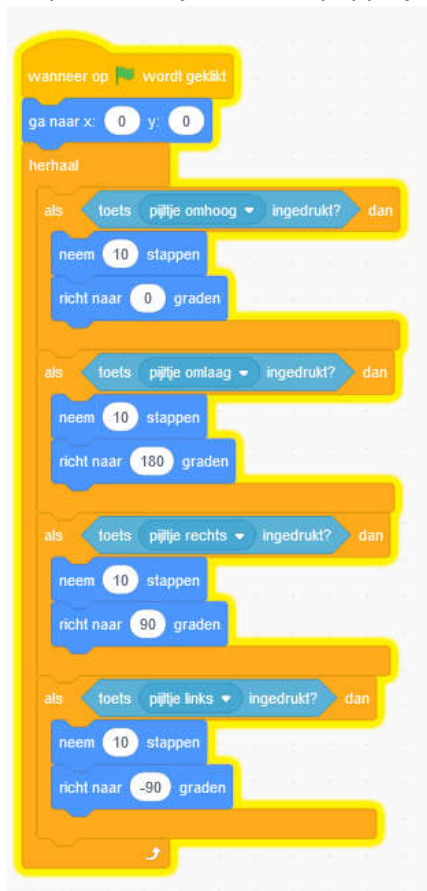 wanneer op wordt geklikt
ga naar x: 0 y: 0
herhaal
als toets pijltje omhoog ingedrukt? dan
neem 10 stappen
richt naar 0 graden
als toets pijltje omlaag ingedrukt? dan
neem 10 stappen
richt naar 180 graden
als toets pijltje rechts ingedrukt? dan
neem 10 stappen
richt naar 90 graden
als toets pijltje links ingedrukt? dan
neem 10 stappen
richt naar -90 graden